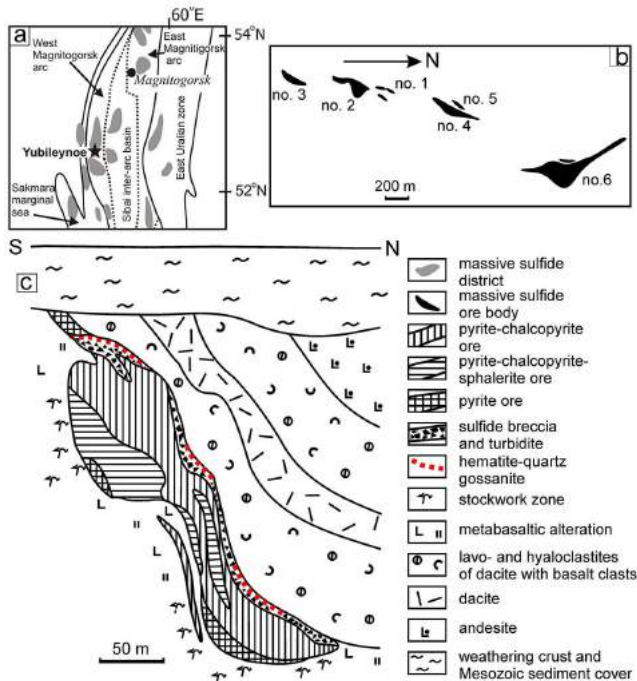 a
60°E
54°N
West
Magnitogorsk
arc
East
Magnitigorsk
arc
Magnitogorsk
Yubileynoe
Sibai inter-arc basin
East Uralian zone
Sakmara
marginal
sea
52°N
b
N
no. 3
no. 2
no. 1
no. 5
no. 4
no.6
200 m
S
N
c
50 m
massive sulfide
district
massive sulfide
ore body
pyrite-chalcopyrite
ore
pyrite-chalcopyrite-
sphalerite ore
pyrite ore
sulfide breccia
and turbidite
hematite-quartz
gossanite
stockwork zone
metabasaltic alteration
lavo- and hyaloclastites
of dacite with basalt clasts
dacite
andesite
weathering crust and
Mesozoic sediment cover